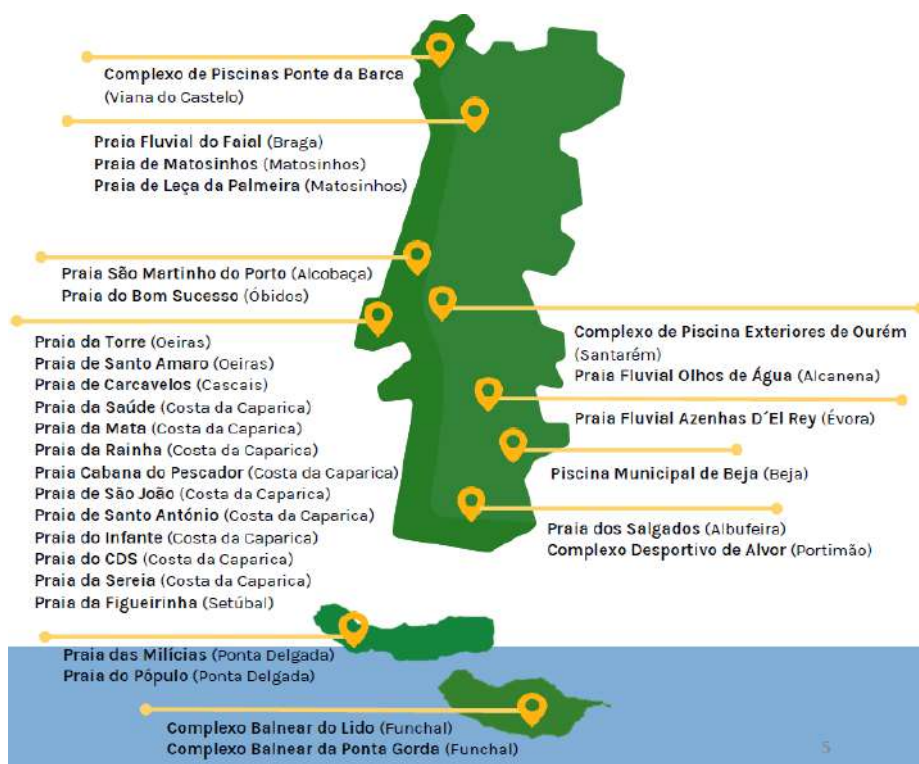 Complexo de Piscinas Ponte da Barca
(Viana do Castelo)
Praia Fluvial do Faial (Braga)
Praia de Matosinhos (Matosinhos)
Praia de Leça da Palmeira (Matosinhos)
Praia São Martinho do Porto (Alcobaça)
Praia do Bom Sucesso (Óbidos)
Complexo de Piscina Exteriores de Ourém
(Santarém)
Praia Fluvial Olhos de Água (Alcanena)
Praia da Torre (Oeiras)
Praia de Santo Amaro (Oeiras)
Praia de Carcavelos (Cascais)
Praia da Saúde (Costa da Caparica)
Praia da Mata (Costa da Caparica)
Praia da Rainha (Costa da Caparica)
Praia Cabana do Pescador (Costa da Caparica)
Praia de São João (Costa da Caparica)
Praia de Santo António (Costa da Caparica)
Praia do Infante (Costa da Caparica)
Praia do CDS (Costa da Caparica)
Praia da Sereia (Costa da Caparica)
Praia da Figueirinha (Setúbal)
Praia Fluvial Azenhas D´El Rey (Évora)
Piscina Municipal de Beja (Beja)
Praia dos Salgados (Albufeira)
Complexo Desportivo de Alvor (Portimão)
Praia das Milícias (Ponta Delgada)
Praia do Pópulo (Ponta Delgada)
Complexo Balnear do Lido (Funchal)
Complexo Balnear da Ponta Gorda (Funchal)
5